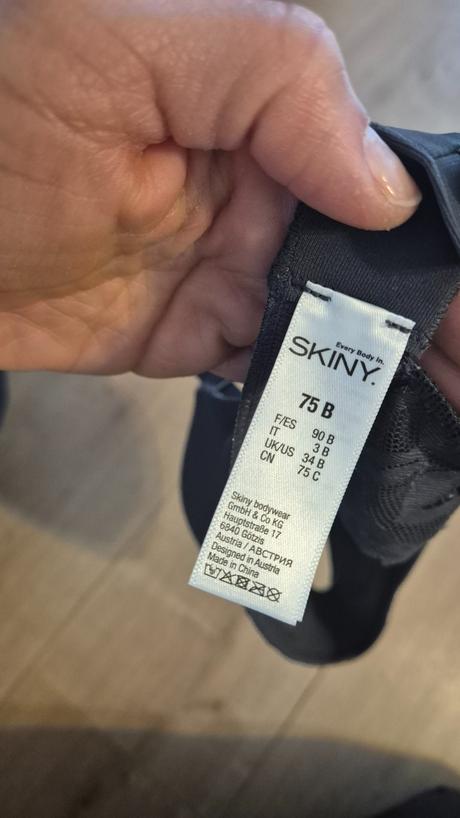 Every Body In.
SKINY.
75 B
F/ES 90 B
IT 3 B
UK/US 34 B
CN 75 C
Skiny bodywear
GmbH & Co KG
Hauptstraße 17
6840 Götzis
Austria / АВСТРИЯ
Designed in Austria
Made in China